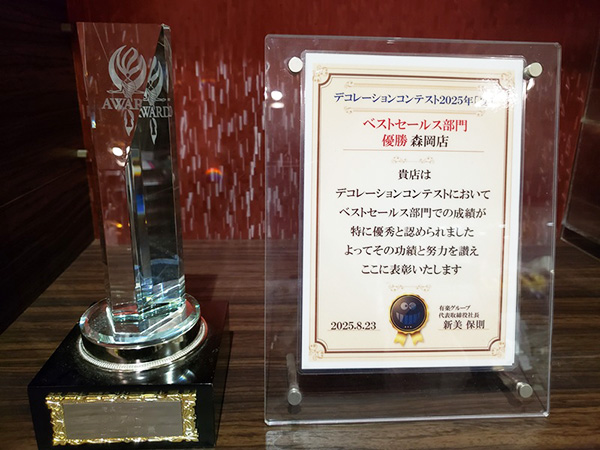 AWARD
AWARD
デコレーションコンテスト2025年
ベストセールス部門
優勝 森岡店
貴店は
デコレーションコンテストにおいて
ベストセールス部門での成績が
特に優秀と認められました
よってその功績と努力を讃え
ここに表彰いたします
有楽グループ
代表取締役社長
2025.8.23 新美 保則